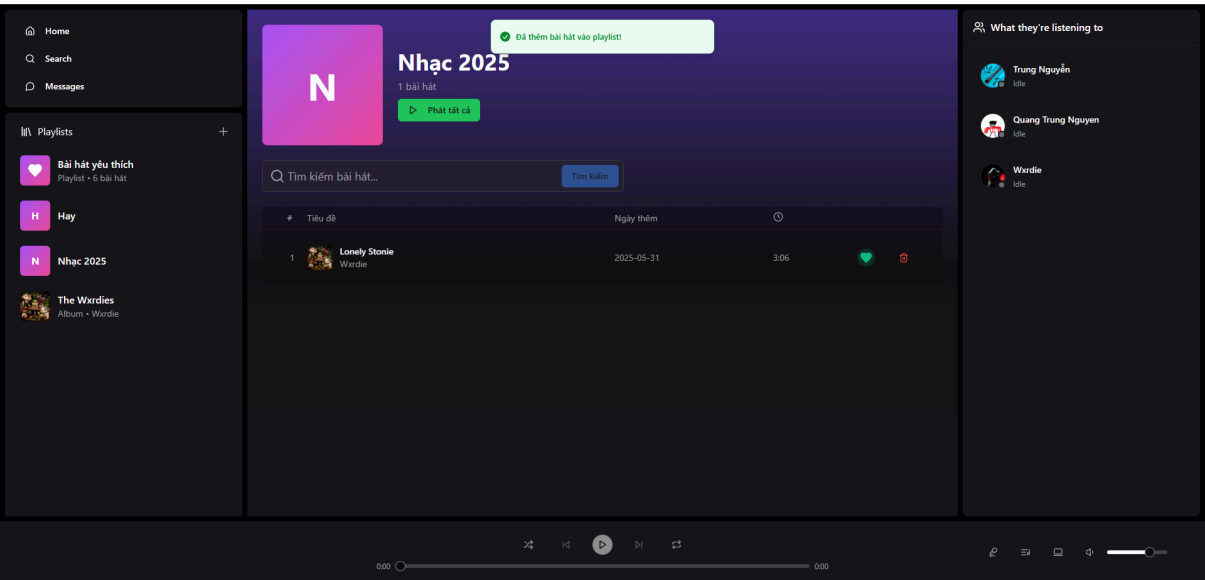 Home
Search
Messages
Playlists
Bài hát yêu thích
Playlist • 6 bài hát
H
Hay
N
Nhạc 2025
The Wxrdies
Album • Wxrdie
Đã thêm bài hát vào playlist!
N
Nhạc 2025
1 bài hát
Phát tất cả
Tìm kiếm bài hát...
Tìm kiếm
# Tiêu đề Ngày thêm
1 Lonely Stonie 2025-05-31 3:06
Wxrdie
What they're listening to
Trung Nguyễn
Idle
Quang Trung Nguyen
Idle
Wxrdie
Idle
0:00 0:00